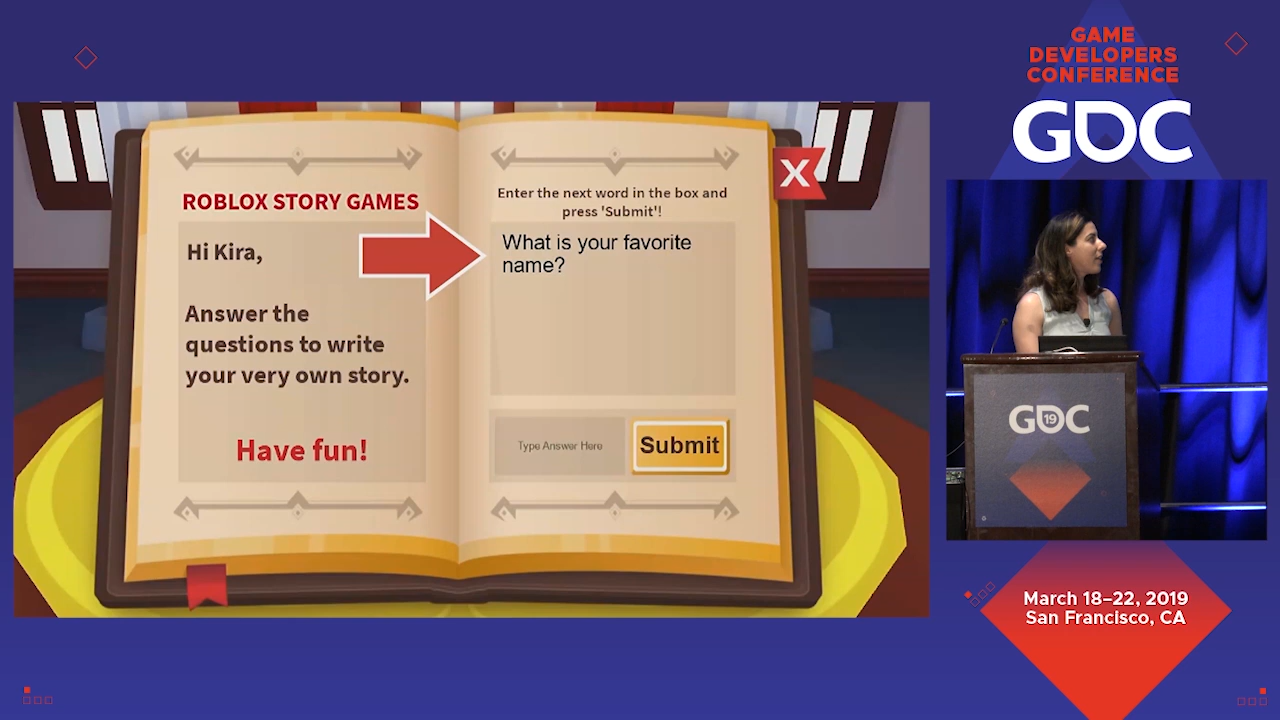 GAME
DEVELOPERS
CONFERENCE
GDC
ROBLOX STORY GAMES
Hi Kira,
Answer the
questions to write
your very own story.
Have fun!
Enter the next word in the box and
press 'Submit'!
What is your favorite
name?
Type Answer Here
Submit
X
GDC
19
March 18–22, 2019
San Francisco, CA